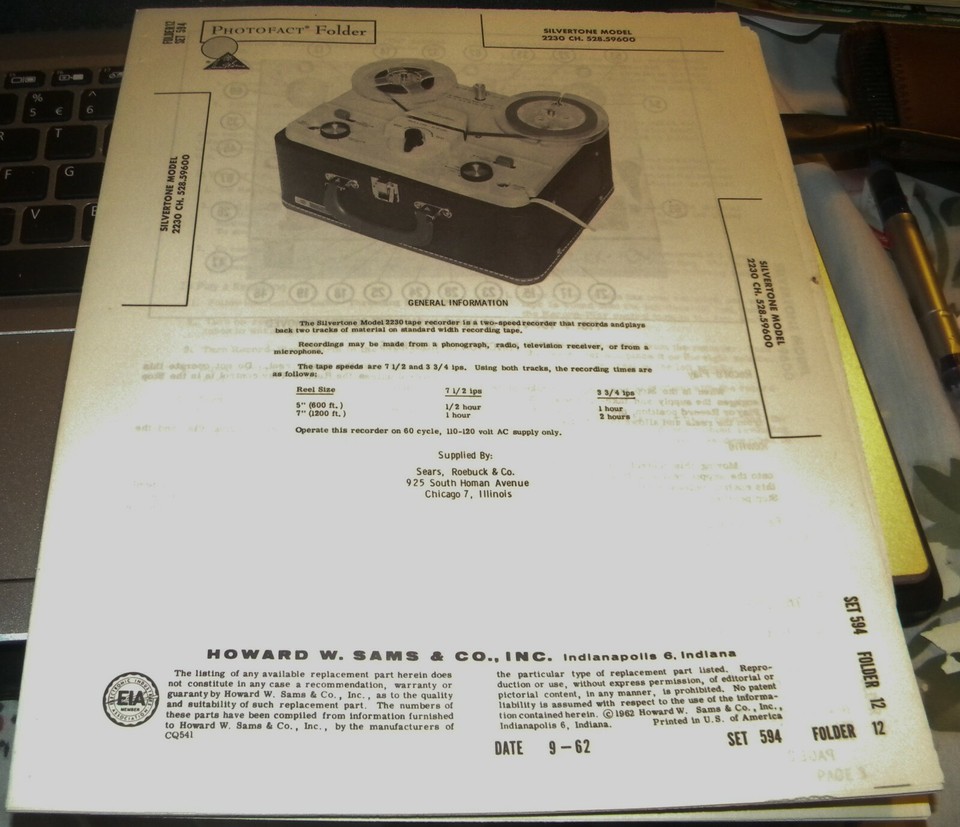 FOLDER 12
SET 594
PHOTOFACT® Folder
SILVERTONE MODEL
2230 CH. 528.59600
SILVERTONE MODEL
2230 CH. 528.59600
SILVERTONE MODEL
2230 CH. 528.59600
GENERAL INFORMATION
The Silvertone Model 2230 tape recorder is a two-speed recorder that records and plays
back two tracks of material on standard width recording tape.
Recordings may be made from a phonograph, radio, television receiver, or from a
microphone.
The tape speeds are 7 1/2 and 3 3/4 ips. Using both tracks, the recording times are
as follows:
Reel Size 7 1/2 ips 3 3/4 ips
5" (600 ft.) 1/2 hour 1 hour
7" (1200 ft.) 1 hour 2 hours
Operate this recorder on 60 cycle, 110-120 volt AC supply only.
Supplied By:
Sears, Roebuck & Co.
925 South Homan Avenue
Chicago 7, Illinois
SET 594 FOLDER 12
HOWARD W. SAMS & CO., INC. Indianapolis 6, Indiana
EIA
MEMBER
The listing of any available replacement part herein does
not constitute in any case a recommendation, warranty or
guaranty by Howard W. Sams & Co., Inc., as to the quality
and suitability of such replacement part. The numbers of
these parts have been compiled from information furnished
to Howard W. Sams & Co., Inc., by the manufacturers of
CQ541
the particular type of replacement part listed. Repro-
duction or use, without express permission, of editorial or
pictorial content, in any manner, is prohibited. No patent
liability is assumed with respect to the use of the informa-
tion contained herein. © 1962 Howard W. Sams & Co., Inc.,
Indianapolis 6, Indiana. Printed in U.S. of America
DATE 9-62 SET 594 FOLDER 12
%
5 € 6
R T
F G
V B